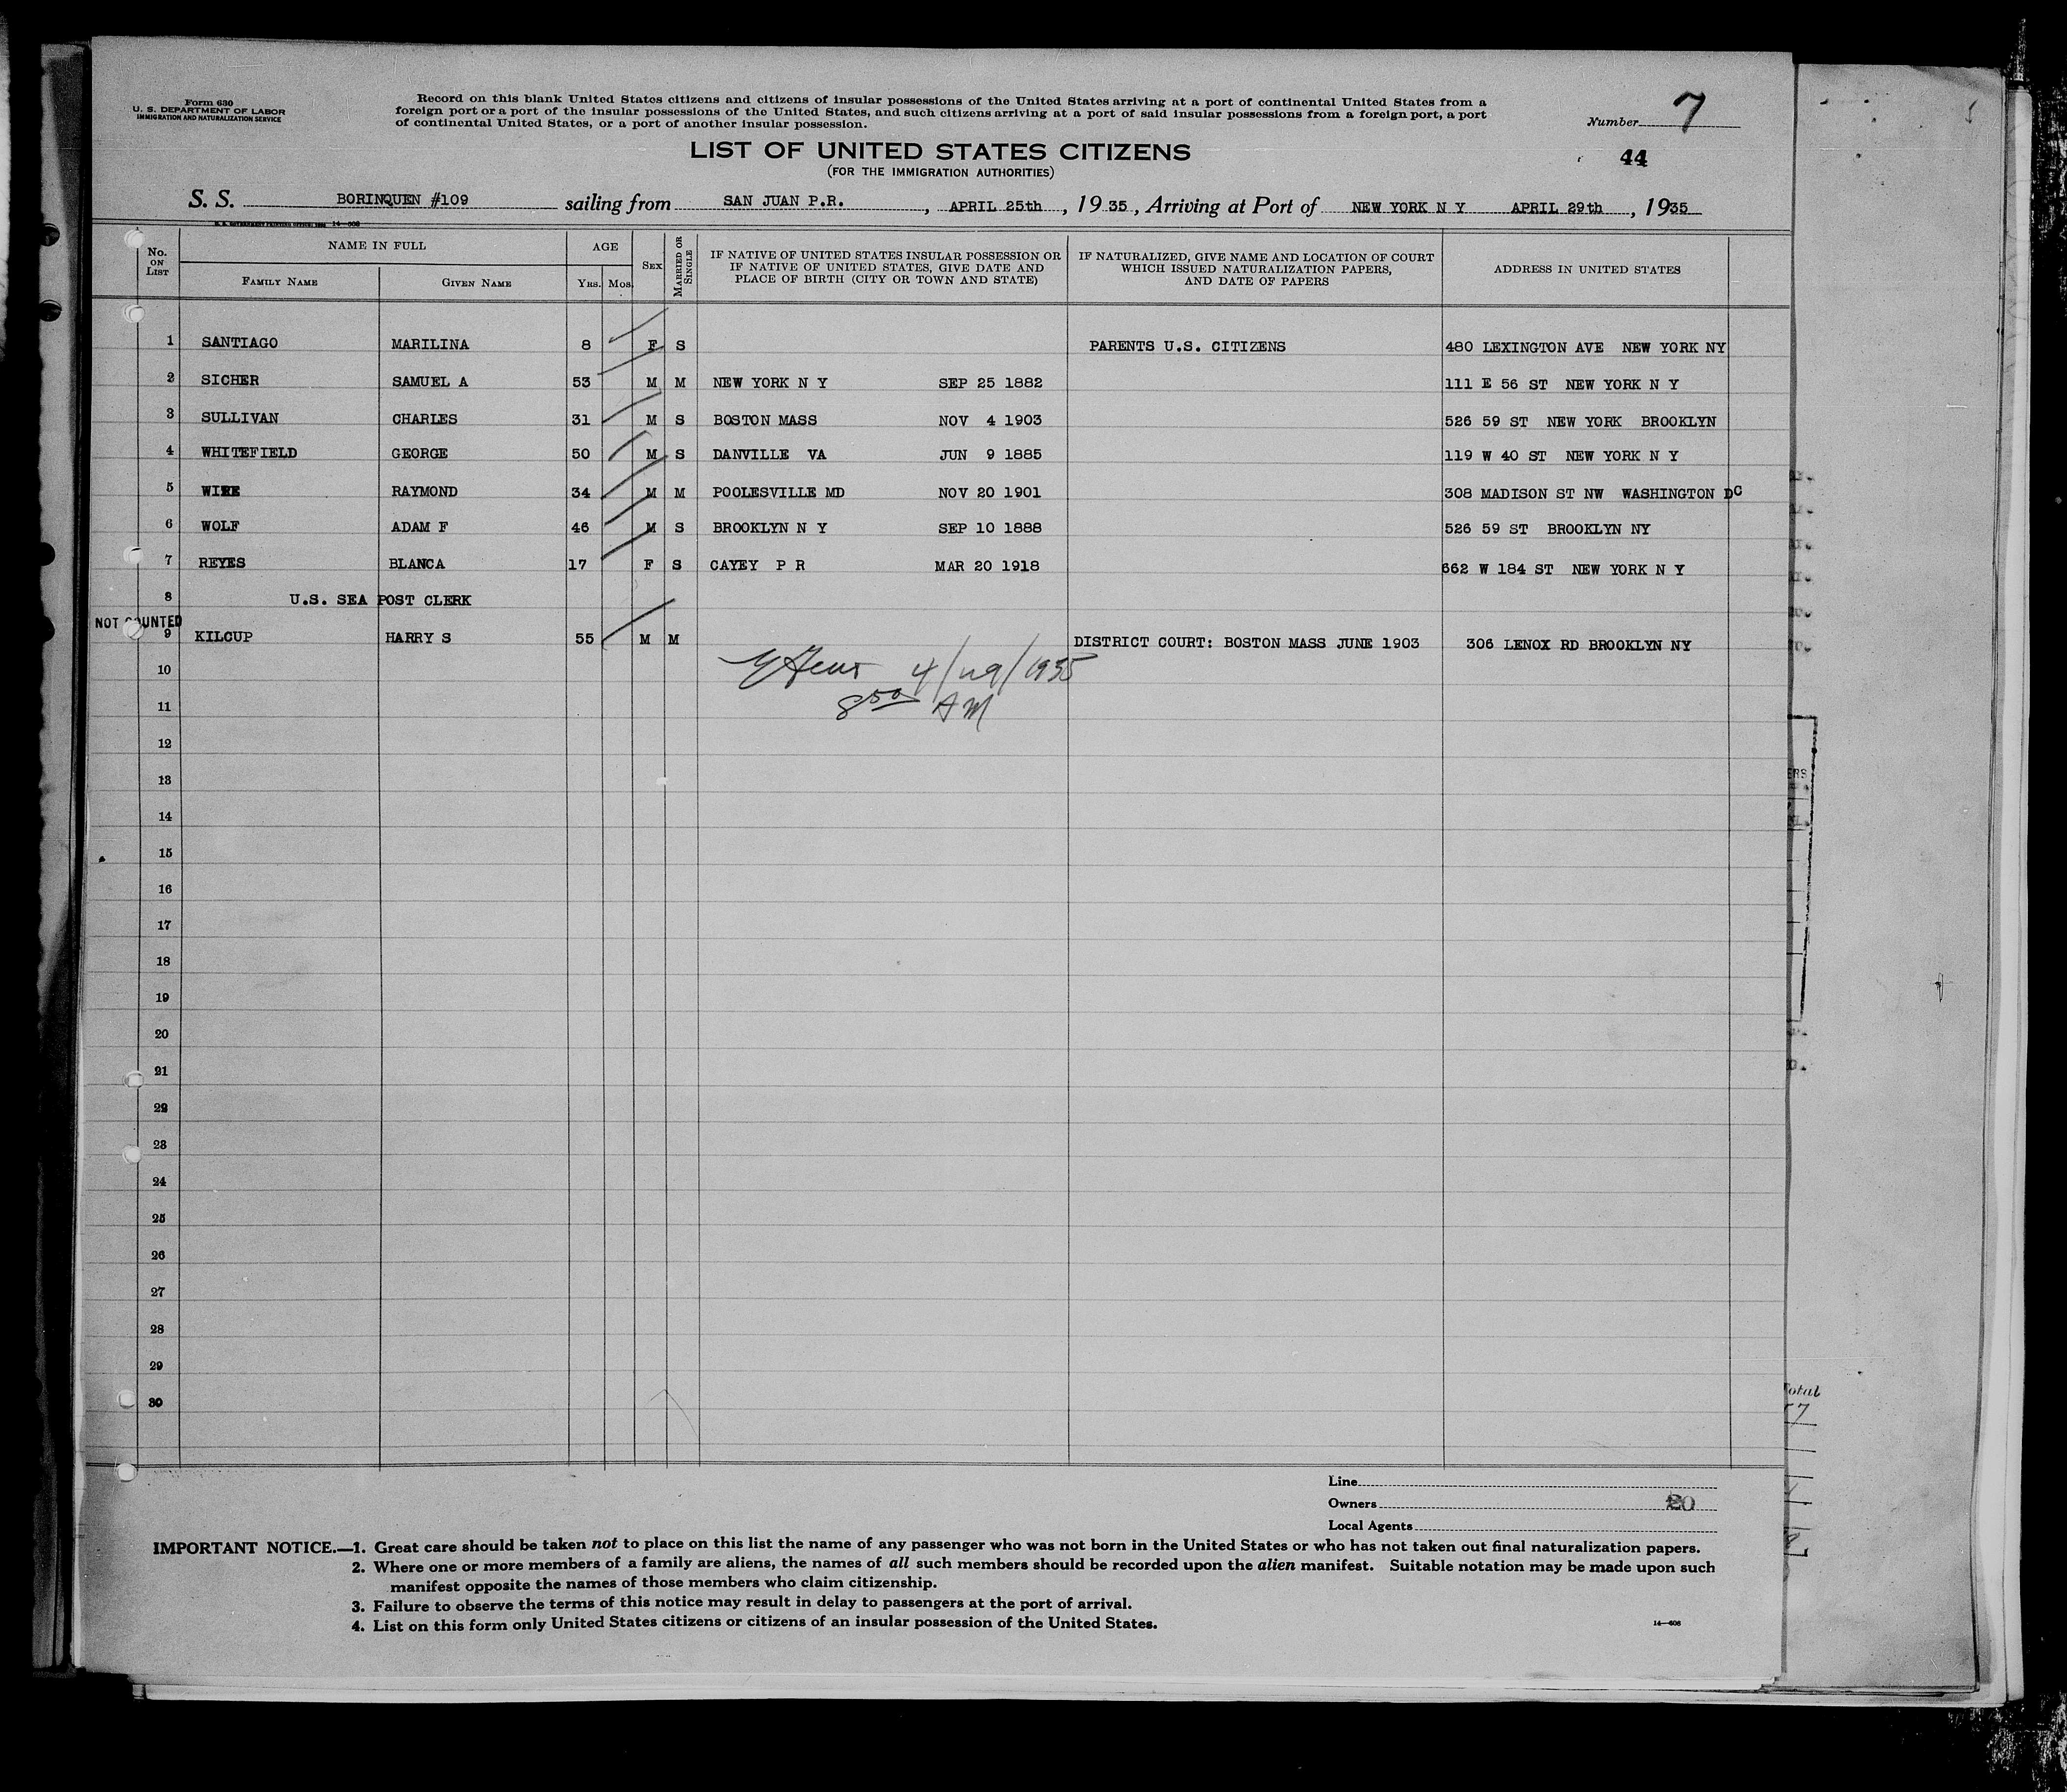 Form 630
U. S. DEPARTMENT OF LABOR
IMMIGRATION AND NATURALIZATION SERVICE
Record on this blank United States citizens and citizens of insular possessions of the United States arriving at a port of continental United States from a
foreign port or a port of the insular possessions of the United States, and such citizens arriving at a port of said insular possessions from a foreign port, a port
of continental United States, or a port of another insular possession.
Number 7
LIST OF UNITED STATES CITIZENS
44
(FOR THE IMMIGRATION AUTHORITIES)
S. S. BORINQUEN #109 sailing from SAN JUAN P.R. , APRIL 25th , 19 35 , Arriving at Port of NEW YORK N Y APRIL 29th , 1935
14—608
No. ON LIST NAME IN FULL FAMILY NAME GIVEN NAME AGE YRS. MOS. SEX MARRIED OR SINGLE IF NATIVE OF UNITED STATES INSULAR POSSESSION OR IF NATIVE OF UNITED STATES, GIVE DATE AND PLACE OF BIRTH (CITY OR TOWN AND STATE) IF NATURALIZED, GIVE NAME AND LOCATION OF COURT WHICH ISSUED NATURALIZATION PAPERS, AND DATE OF PAPERS ADDRESS IN UNITED STATES
1 SANTIAGO MARILINA 8 F S PARENTS U.S. CITIZENS 480 LEXINGTON AVE NEW YORK NY
2 SICHER SAMUEL A 53 M M NEW YORK N Y SEP 25 1882 111 E 56 ST NEW YORK N Y
3 SULLIVAN CHARLES 31 M S BOSTON MASS NOV 4 1903 526 59 ST NEW YORK BROOKLYN
4 WHITEFIELD GEORGE 50 M S DANVILLE VA JUN 9 1885 119 W 40 ST NEW YORK N Y
5 WIRE RAYMOND 34 M M POOLESVILLE MD NOV 20 1901 308 MADISON ST NW WASHINGTON DC
6 WOLF ADAM F 46 M S BROOKLYN N Y SEP 10 1888 526 59 ST BROOKLYN NY
7 REYES BLANCA 17 F S CAYEY P R MAR 20 1918 662 W 184 ST NEW YORK N Y
8 U.S. SEA POST CLERK
NOT COUNTED
9 KILCUP HARRY S 55 M M DISTRICT COURT: BOSTON MASS JUNE 1903 306 LENOX RD BROOKLYN NY
10 4/29/1935
11 8 50 AM
12
13
14
15
16
17
18
19
20
21
22
23
24
25
26
27
28
29
30
Total
Line
Owners 20
Local Agents
IMPORTANT NOTICE.—1. Great care should be taken not to place on this list the name of any passenger who was not born in the United States or who has not taken out final naturalization papers.
2. Where one or more members of a family are aliens, the names of all such members should be recorded upon the alien manifest. Suitable notation may be made upon such
manifest opposite the names of those members who claim citizenship.
3. Failure to observe the terms of this notice may result in delay to passengers at the port of arrival.
4. List on this form only United States citizens or citizens of an insular possession of the United States.
14—608